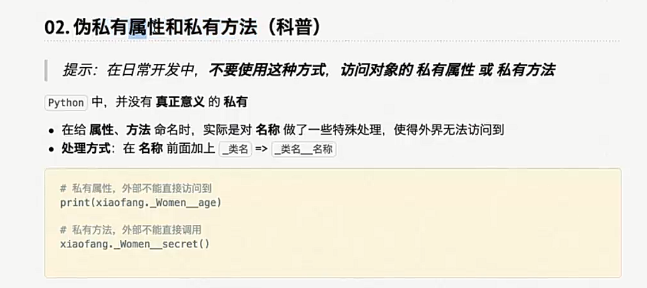 02. 伪私有属性和私有方法（科普）
提示：在日常开发中，不要使用这种方式，访问对象的 私有属性 或 私有方法
Python 中，并没有 真正意义 的 私有
• 在给 属性、方法 命名时，实际是对 名称 做了一些特殊处理，使得外界无法访问到
• 处理方式：在 名称 前面加上 _类名 => _类名__名称
# 私有属性，外部不能直接访问到
print(xiaofang._Women__age)
# 私有方法，外部不能直接调用
xiaofang._Women__secret()